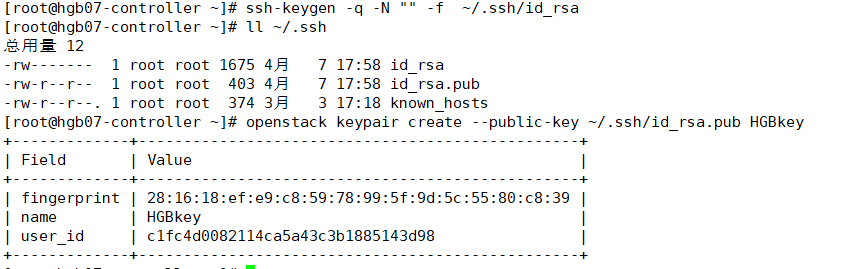 [root@hgb07-controller ~]# ssh-keygen -q -N "" -f  ~/.ssh/id_rsa
[root@hgb07-controller ~]# ll ~/.ssh
总用量 12
-rw-------  1 root root 1675 4月   7 17:58 id_rsa
-rw-r--r--  1 root root  403 4月   7 17:58 id_rsa.pub
-rw-r--r--. 1 root root  374 3月   3 17:18 known_hosts
[root@hgb07-controller ~]# openstack keypair create --public-key ~/.ssh/id_rsa.pub HGBkey
+-------------+-------------------------------------------------+
| Field       | Value                                           |
+-------------+-------------------------------------------------+
| fingerprint | 28:16:18:ef:e9:c8:59:78:99:5f:9d:5c:55:80:c8:39 |
| name        | HGBkey                                          |
| user_id     | c1fc4d0082114ca5a43c3b1885143d98                |
+-------------+-------------------------------------------------+